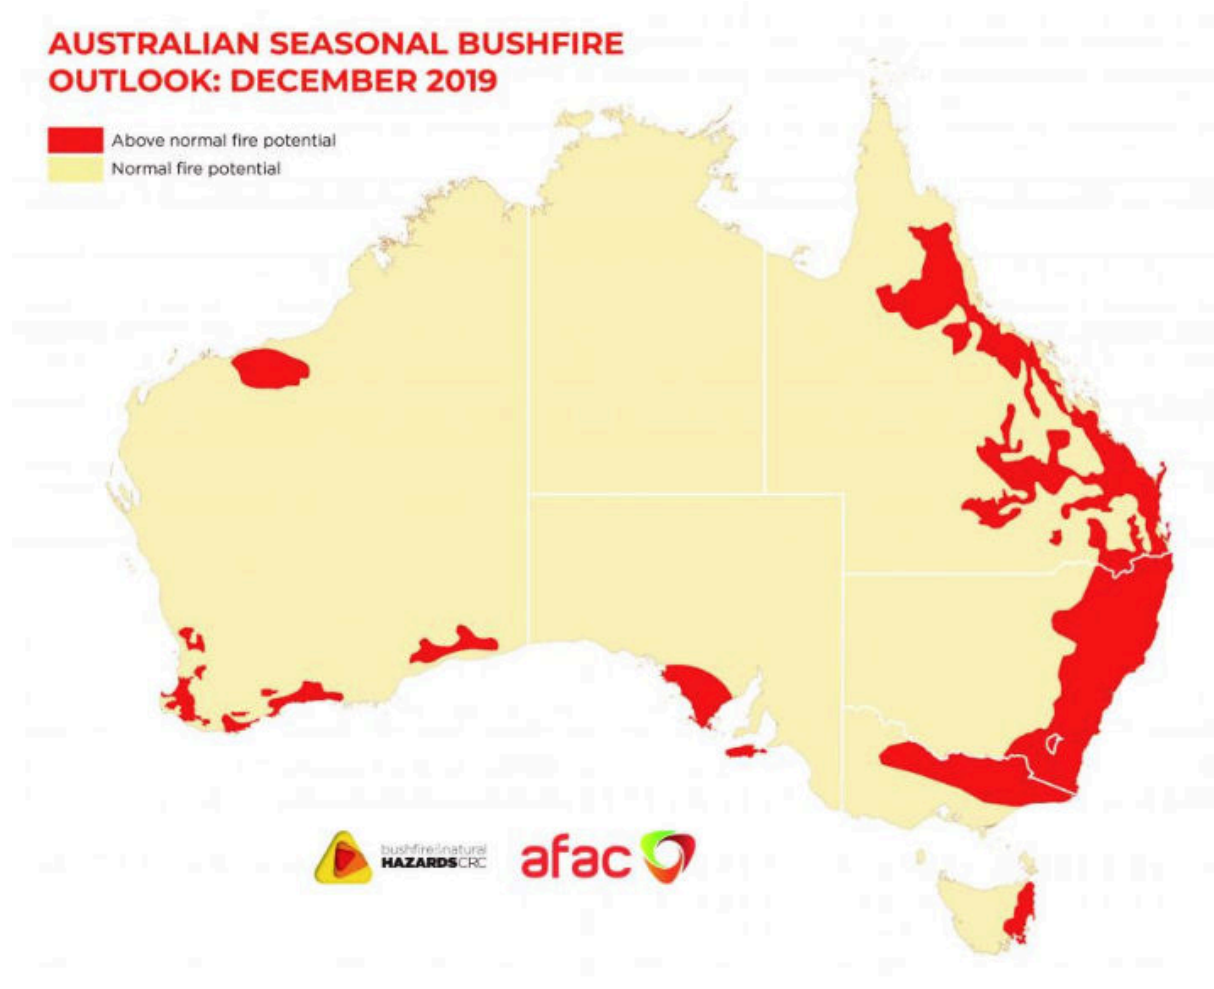 AUSTRALIAN SEASONAL BUSHFIRE
OUTLOOK: DECEMBER 2019
Above normal fire potential
Normal fire potential
bushfire&natural
HAZARDSCRC
afac